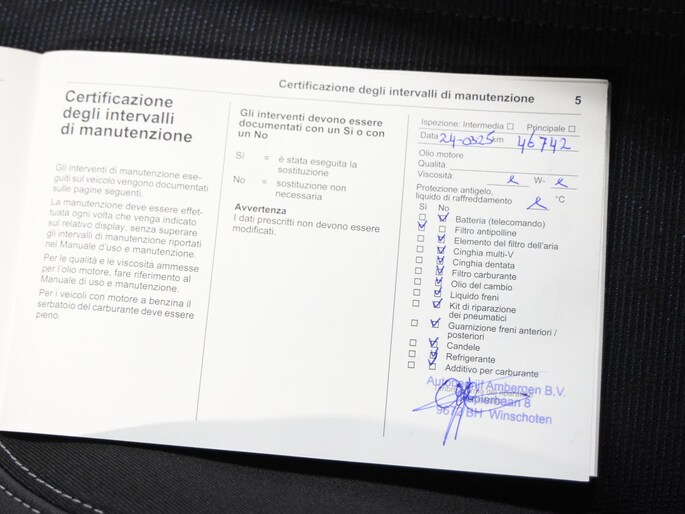 Certificazione degli intervalli di manutenzione 5
Certificazione
degli intervalli
di manutenzione
Gli interventi di manutenzione ese-
guiti sul veicolo vengono documentati
sulle pagine seguenti.
La manutenzione deve essere effet-
tuata ogni volta che venga indicato
sul relativo display, senza superare
gli intervalli di manutenzione riportati
nel Manuale d'uso e manutenzione.
Per le qualità e le viscosità ammesse
per l'olio motore, fare riferimento al
Manuale di uso e manutenzione.
Per i veicoli con motore a benzina il
serbatoio del carburante deve essere
pieno.
Gli interventi devono essere
documentati con un Sì o con
un No
Sì = è stata eseguita la
sostituzione
No = sostituzione non
necessaria
Avvertenza
I dati prescritti non devono essere
modificati.
Ispezione: Intermedia Principale
Data 24-0325 km 46742
Olio motore
Qualità:
Viscosità: W-
Protezione antigelo,
liquido di raffreddamento °C
Sì No
Batteria (telecomando)
Filtro antipolline
Elemento del filtro dell'aria
Cinghia multi-V
Cinghia dentata
Filtro carburante
Olio del cambio
Liquido freni
Kit di riparazione
dei pneumatici
Guarnizione freni anteriori /
posteriori
Candele
Refrigerante
Additivo per carburante
Ambergen B.V.
8
BH Winschoten